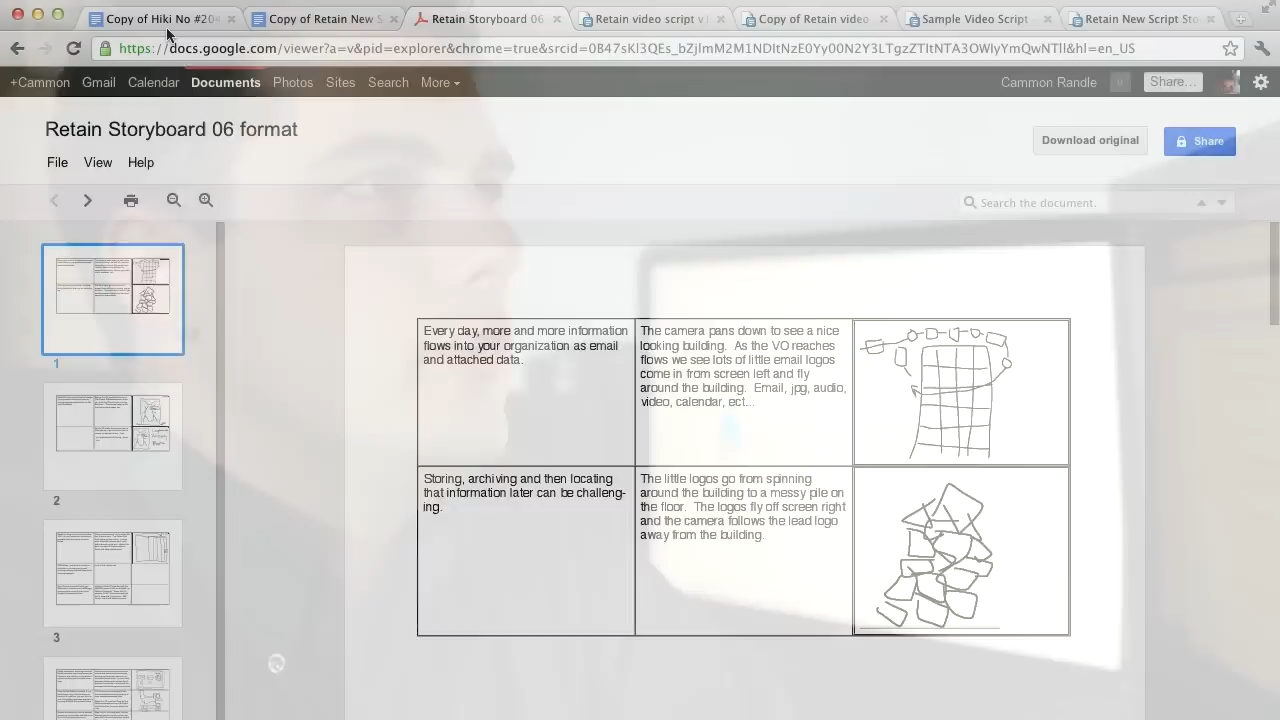 Copy of Hiki No #20
Copy of Retain New S
Retain Storyboard 06
Retain video script v
Copy of Retain video
Sample Video Script
Retain New Script Sto
https://docs.google.com/viewer?a=v&pid=explorer&chrome=true&srcid=0B47sKl3QEs_bZjlmM2M1NDItNzE0Yy00N2Y3LTgzZTItNTA3OWIyYmQwNTll&hl=en_US
+Cammon Gmail Calendar Documents Photos Sites Search More
Cammon Randle
Share...
Retain Storyboard 06 format
Download original
Share
File View Help
Search the document.
1
2
3
Every day, more and more information
flows into your organization as email
and attached data.
The camera pans down to see a nice
looking building. As the VO reaches
flows we see lots of little email logos
come in from screen left and fly
around the building. Email, jpg, audio,
video, calendar, ect...
Storing, archiving and then locating
that information later can be challeng-
ing.
The little logos go from spinning
around the building to a messy pile on
the floor. The logos fly off screen right
and the camera follows the lead logo
away from the building.